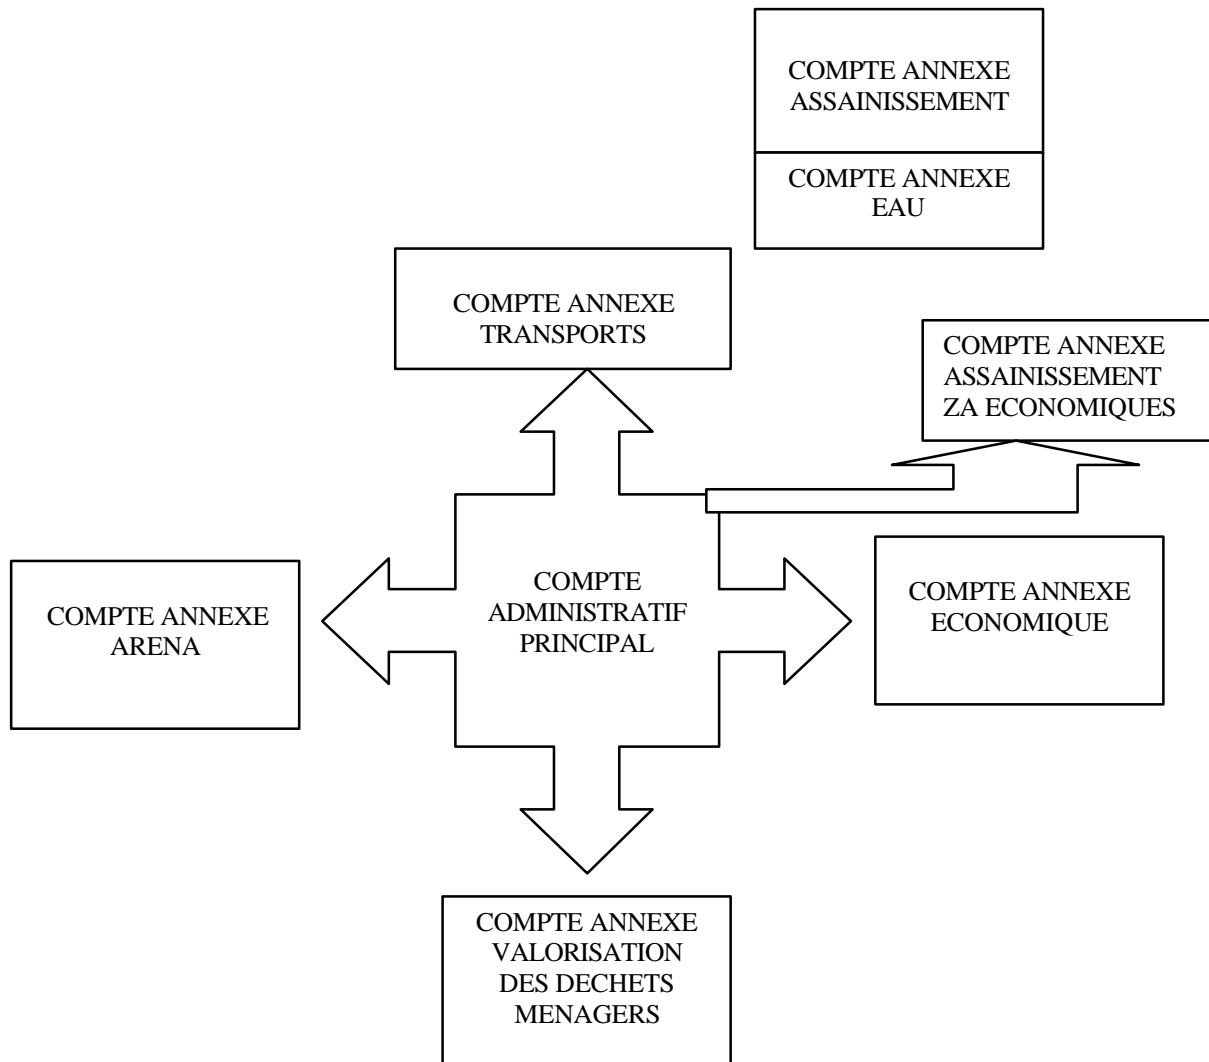 COMPTE ANNEXE
ASSAINISSEMENT
COMPTE ANNEXE
EAU
COMPTE ANNEXE
TRANSPORTS
COMPTE ANNEXE
ASSAINISSEMENT
ZA ECONOMIQUES
COMPTE ANNEXE
ARENA
COMPTE
ADMINISTRATIF
PRINCIPAL
COMPTE ANNEXE
ECONOMIQUE
COMPTE ANNEXE
VALORISATION
DES DECHETS
MENAGERS